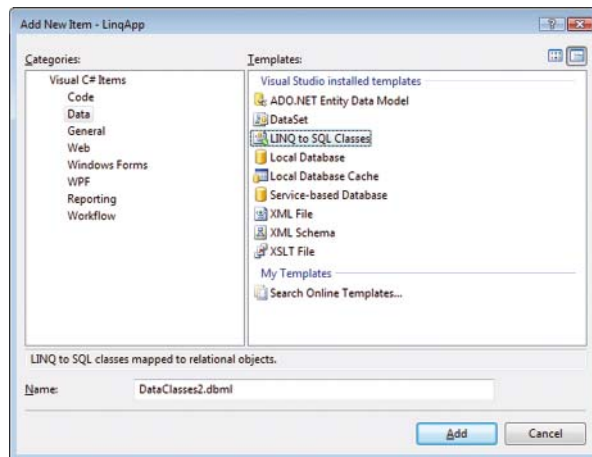 Add New Item - LinqApp
Categories:
Templates:
Visual C# Items
Code
Data
General
Web
Windows Forms
WPF
Reporting
Workflow
Visual Studio installed templates
ADO.NET Entity Data Model
DataSet
LINQ to SQL Classes
Local Database
Local Database Cache
Service-based Database
XML File
XML Schema
XSLT File
My Templates
Search Online Templates...
LINQ to SQL classes mapped to relational objects.
Name: DataClasses2.dbml
Add Cancel